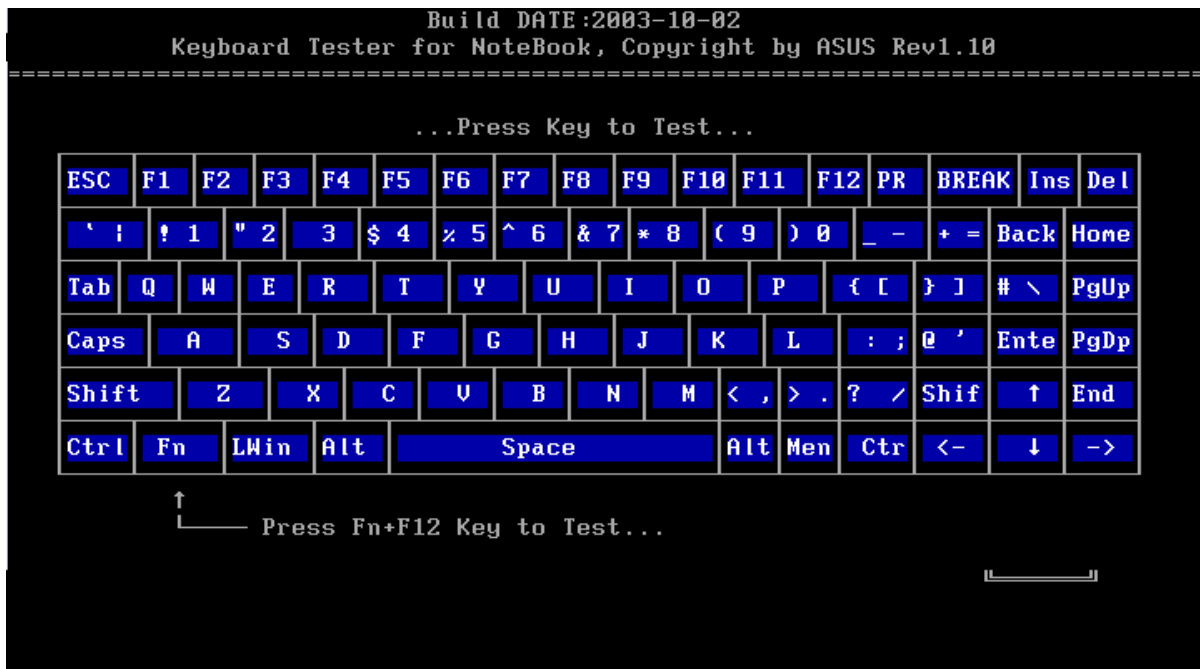 Build DATE:2003-10-02
Keyboard Tester for NoteBook, Copyright by ASUS Rev1.10
...Press Key to Test...
ESC F1 F2 F3 F4 F5 F6 F7 F8 F9 F10 F11 F12 PR BREAK Ins Del
` ¦ ! 1 " 2 3 $ 4 % 5 ^ 6 & 7 * 8 ( 9 ) 0 _ - + = Back Home
Tab Q W E R T Y U I O P { [ } ] # \ PgUp
Caps A S D F G H J K L : ; @ ' Ente PgDp
Shift Z X C V B N M < , > . ? / Shif ↑ End
Ctrl Fn LWin Alt Space Alt Men Ctr <- ↓ ->
Press Fn+F12 Key to Test...